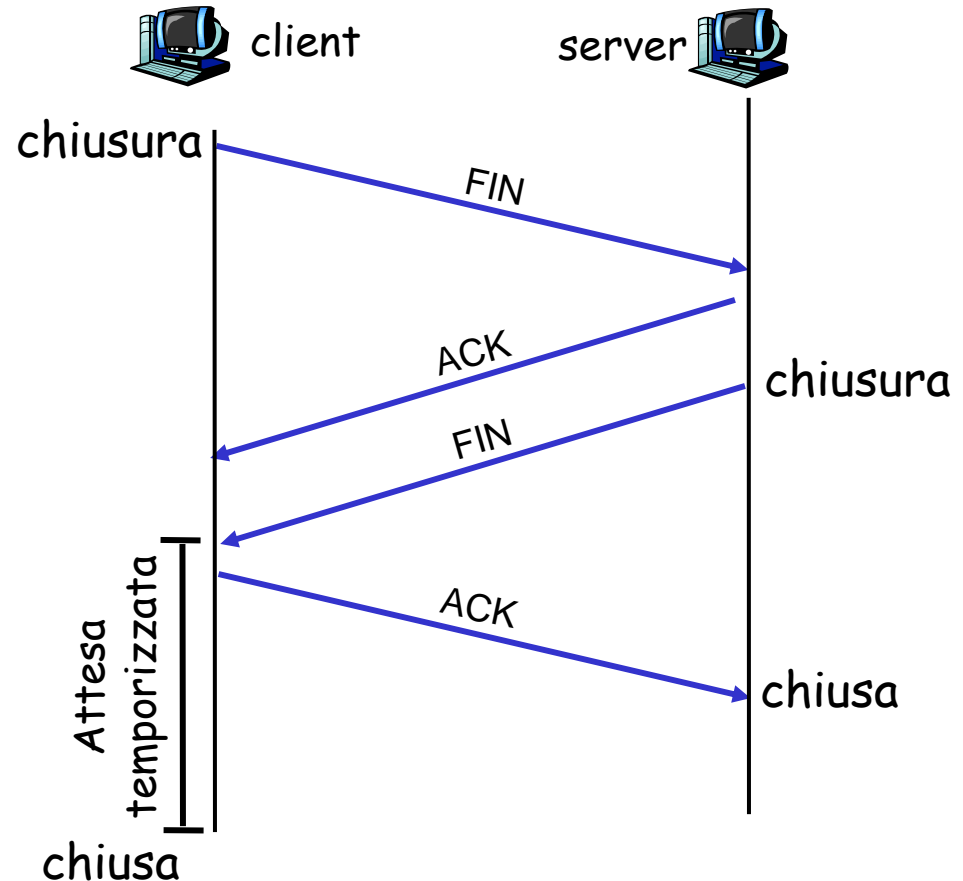 client
server
chiusura
FIN
ACK
chiusura
FIN
Attesa
temporizzata
ACK
chiusa
chiusa